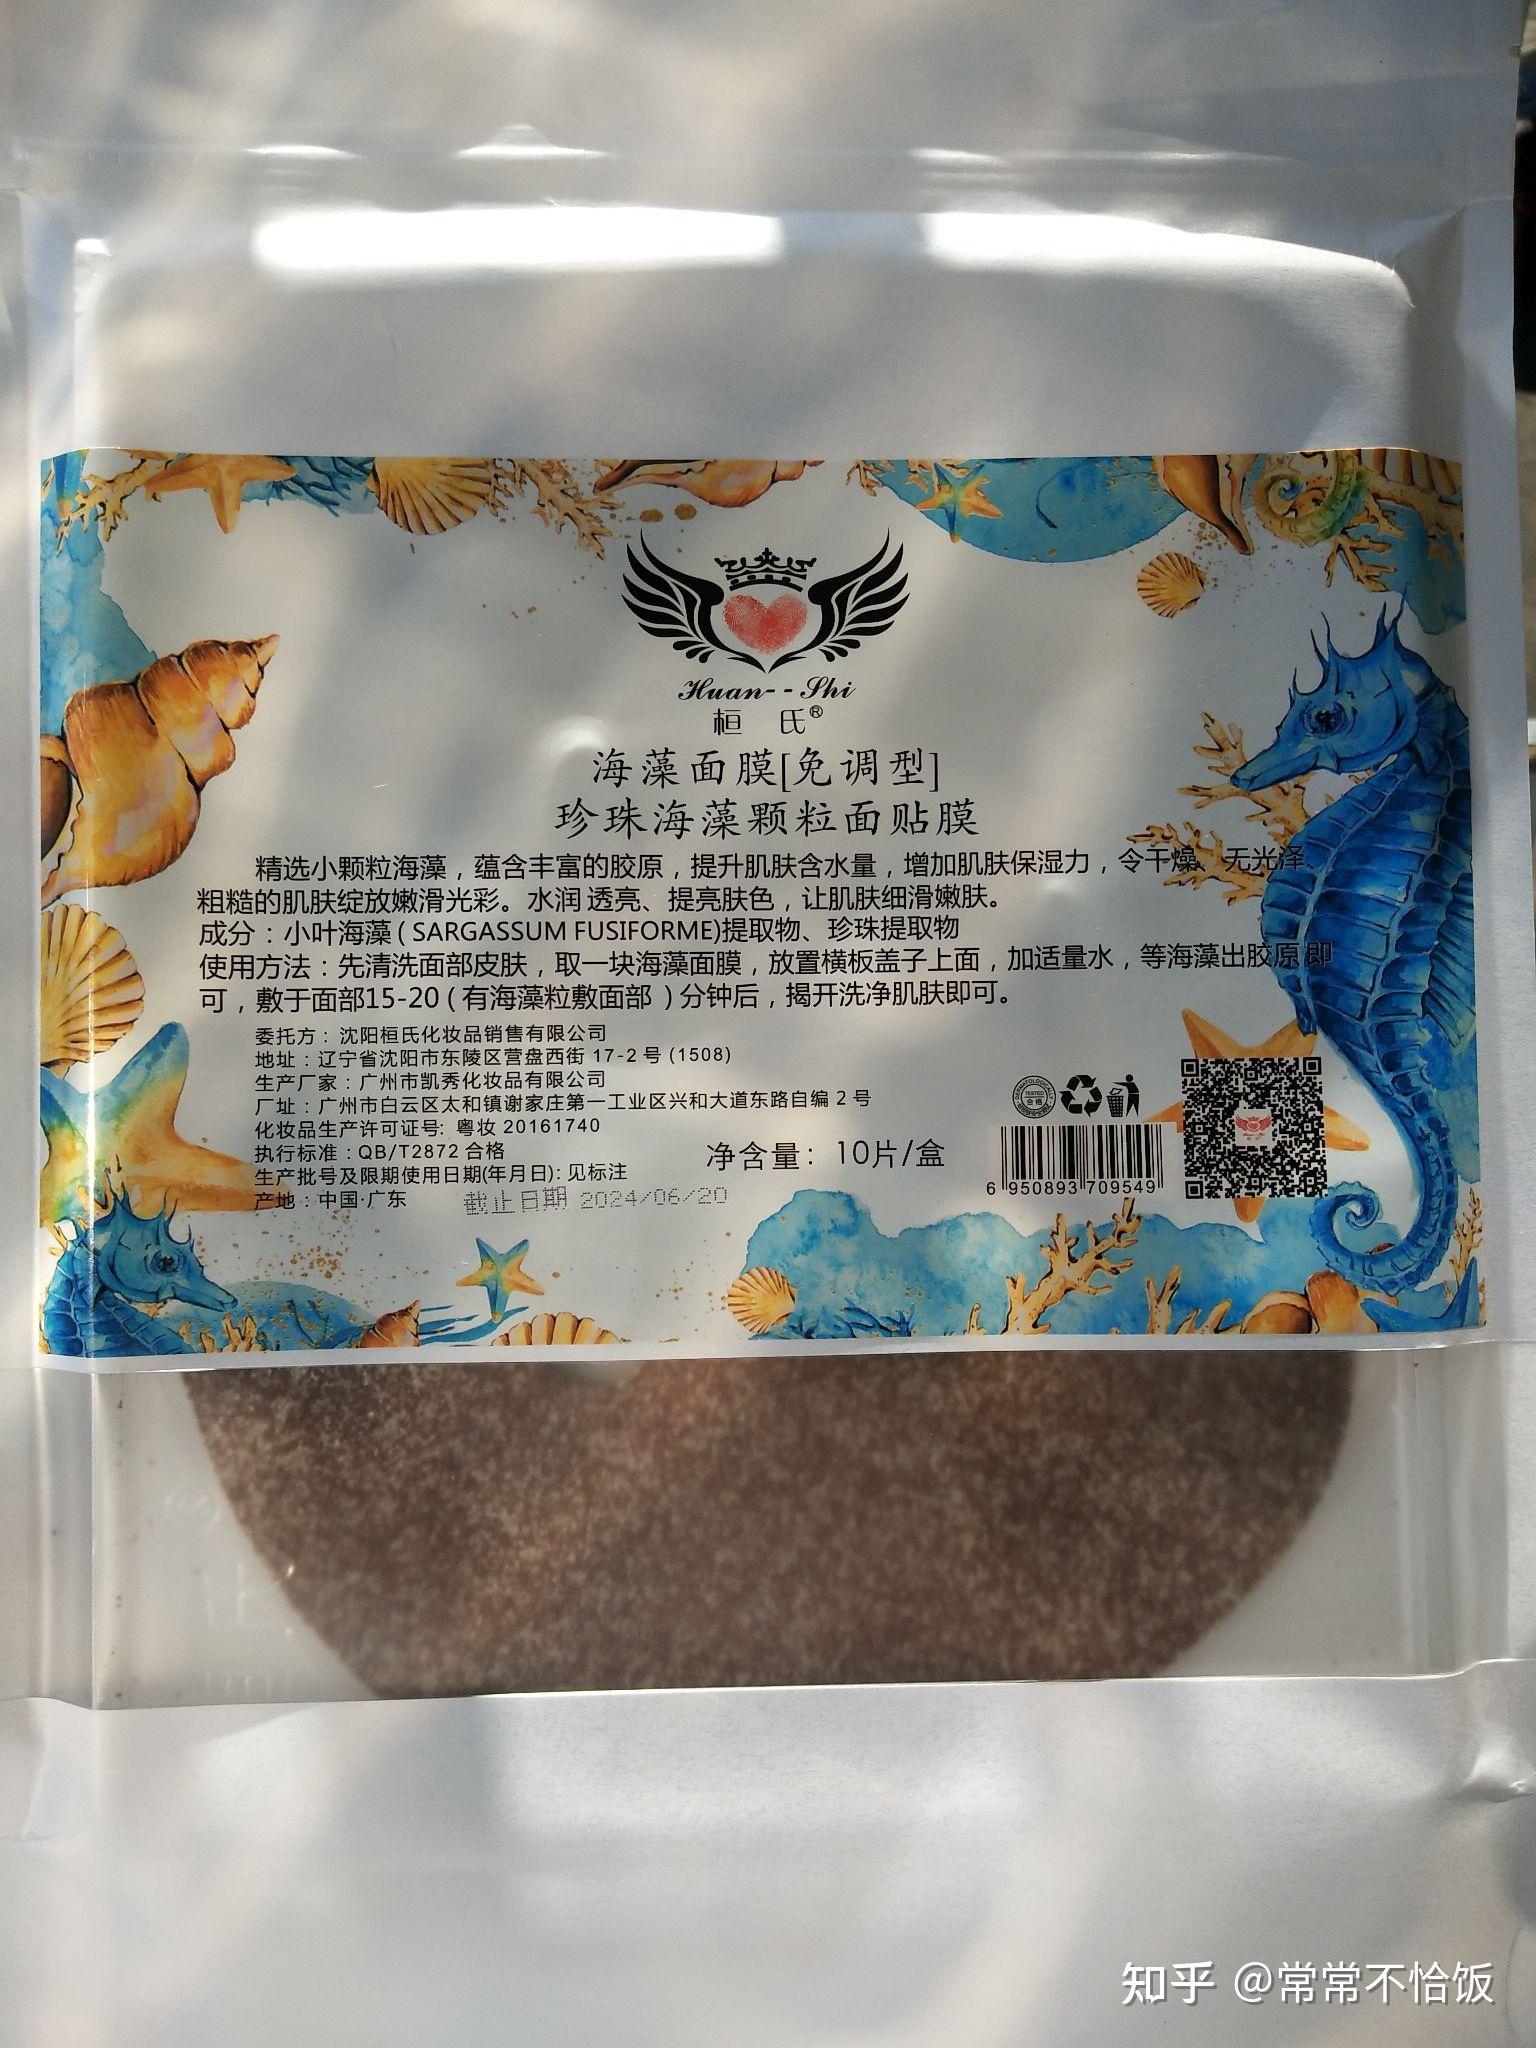 Huan--Shi
桓 氏®
海藻面膜[免调型]
珍珠海藻颗粒面贴膜
精选小颗粒海藻，蕴含丰富的胶原，提升肌肤含水量，增加肌肤保湿力，令干燥、无光泽、
粗糙的肌肤绽放嫩滑光彩。水润 透亮、提亮肤色，让肌肤细滑嫩肤。
成分：小叶海藻 ( SARGASSUM FUSIFORME)提取物、珍珠提取物
使用方法：先清洗面部皮肤，取一块海藻面膜，放置横板盖子上面，加适量水，等海藻出胶原 即
可，敷于面部15-20 ( 有海藻粒敷面部 ) 分钟后，揭开洗净肌肤即可。
委托方：沈阳桓氏化妆品销售有限公司
地址：辽宁省沈阳市东陵区营盘西街 17-2 号 (1508)
生产厂家：广州市凯秀化妆品有限公司
厂址：广州市白云区太和镇谢家庄第一工业区兴和大道东路自编 2 号
化妆品生产许可证号: 粤妆 20161740
执行标准：QB/T2872 合格
生产批号及限期使用日期(年月日): 见标注
产地：中国·广东
截止日期 2024/06/20
净含量： 10片/盒
DERMATOLOGICALLY
TESTED
合格
6 950893 709549
知乎 @常常不恰饭